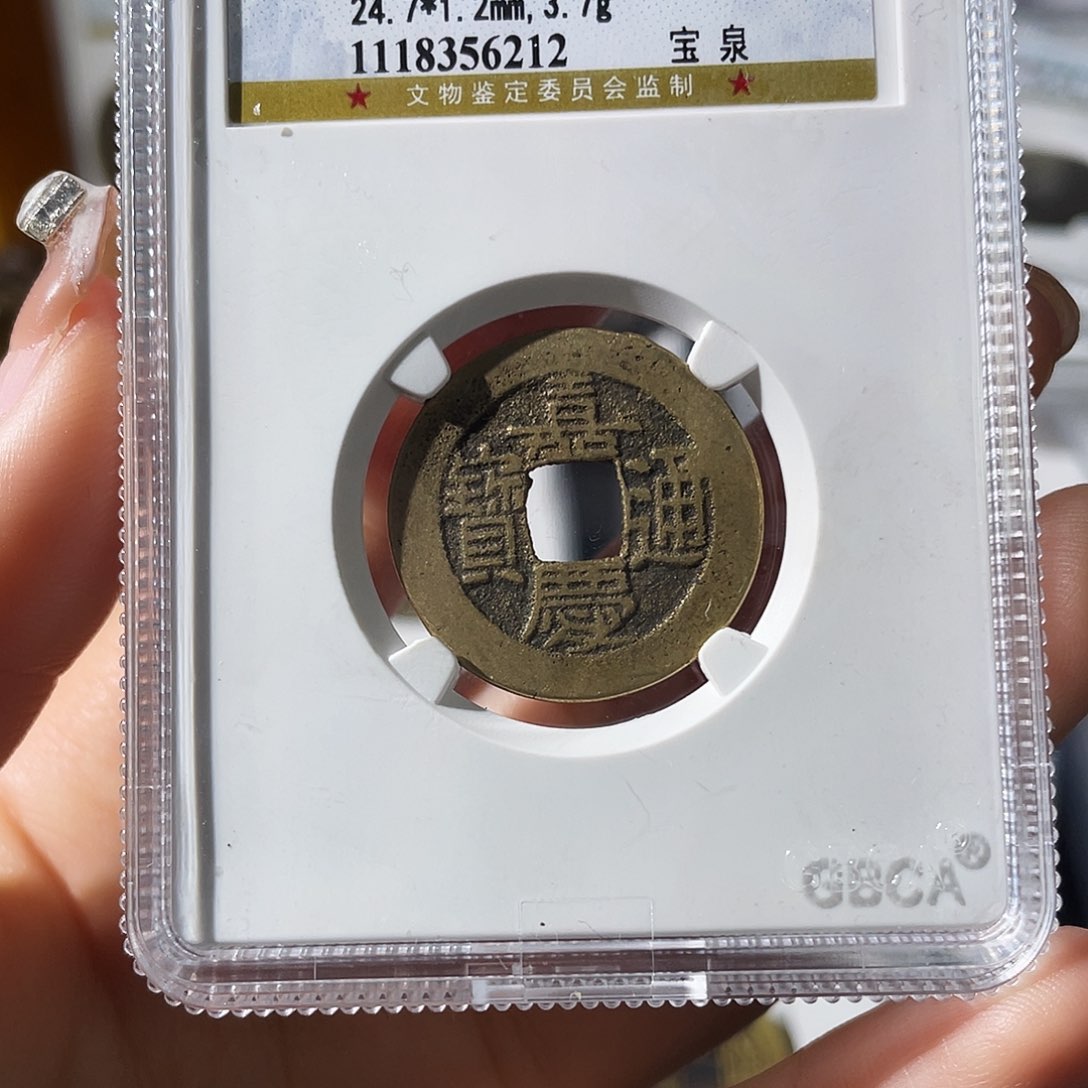 24.7*1.2mm, 3.7g
1118356212 宝泉
★ 文物鉴定委员会监制 ★
嘉
寶 通
慶
GBCA®